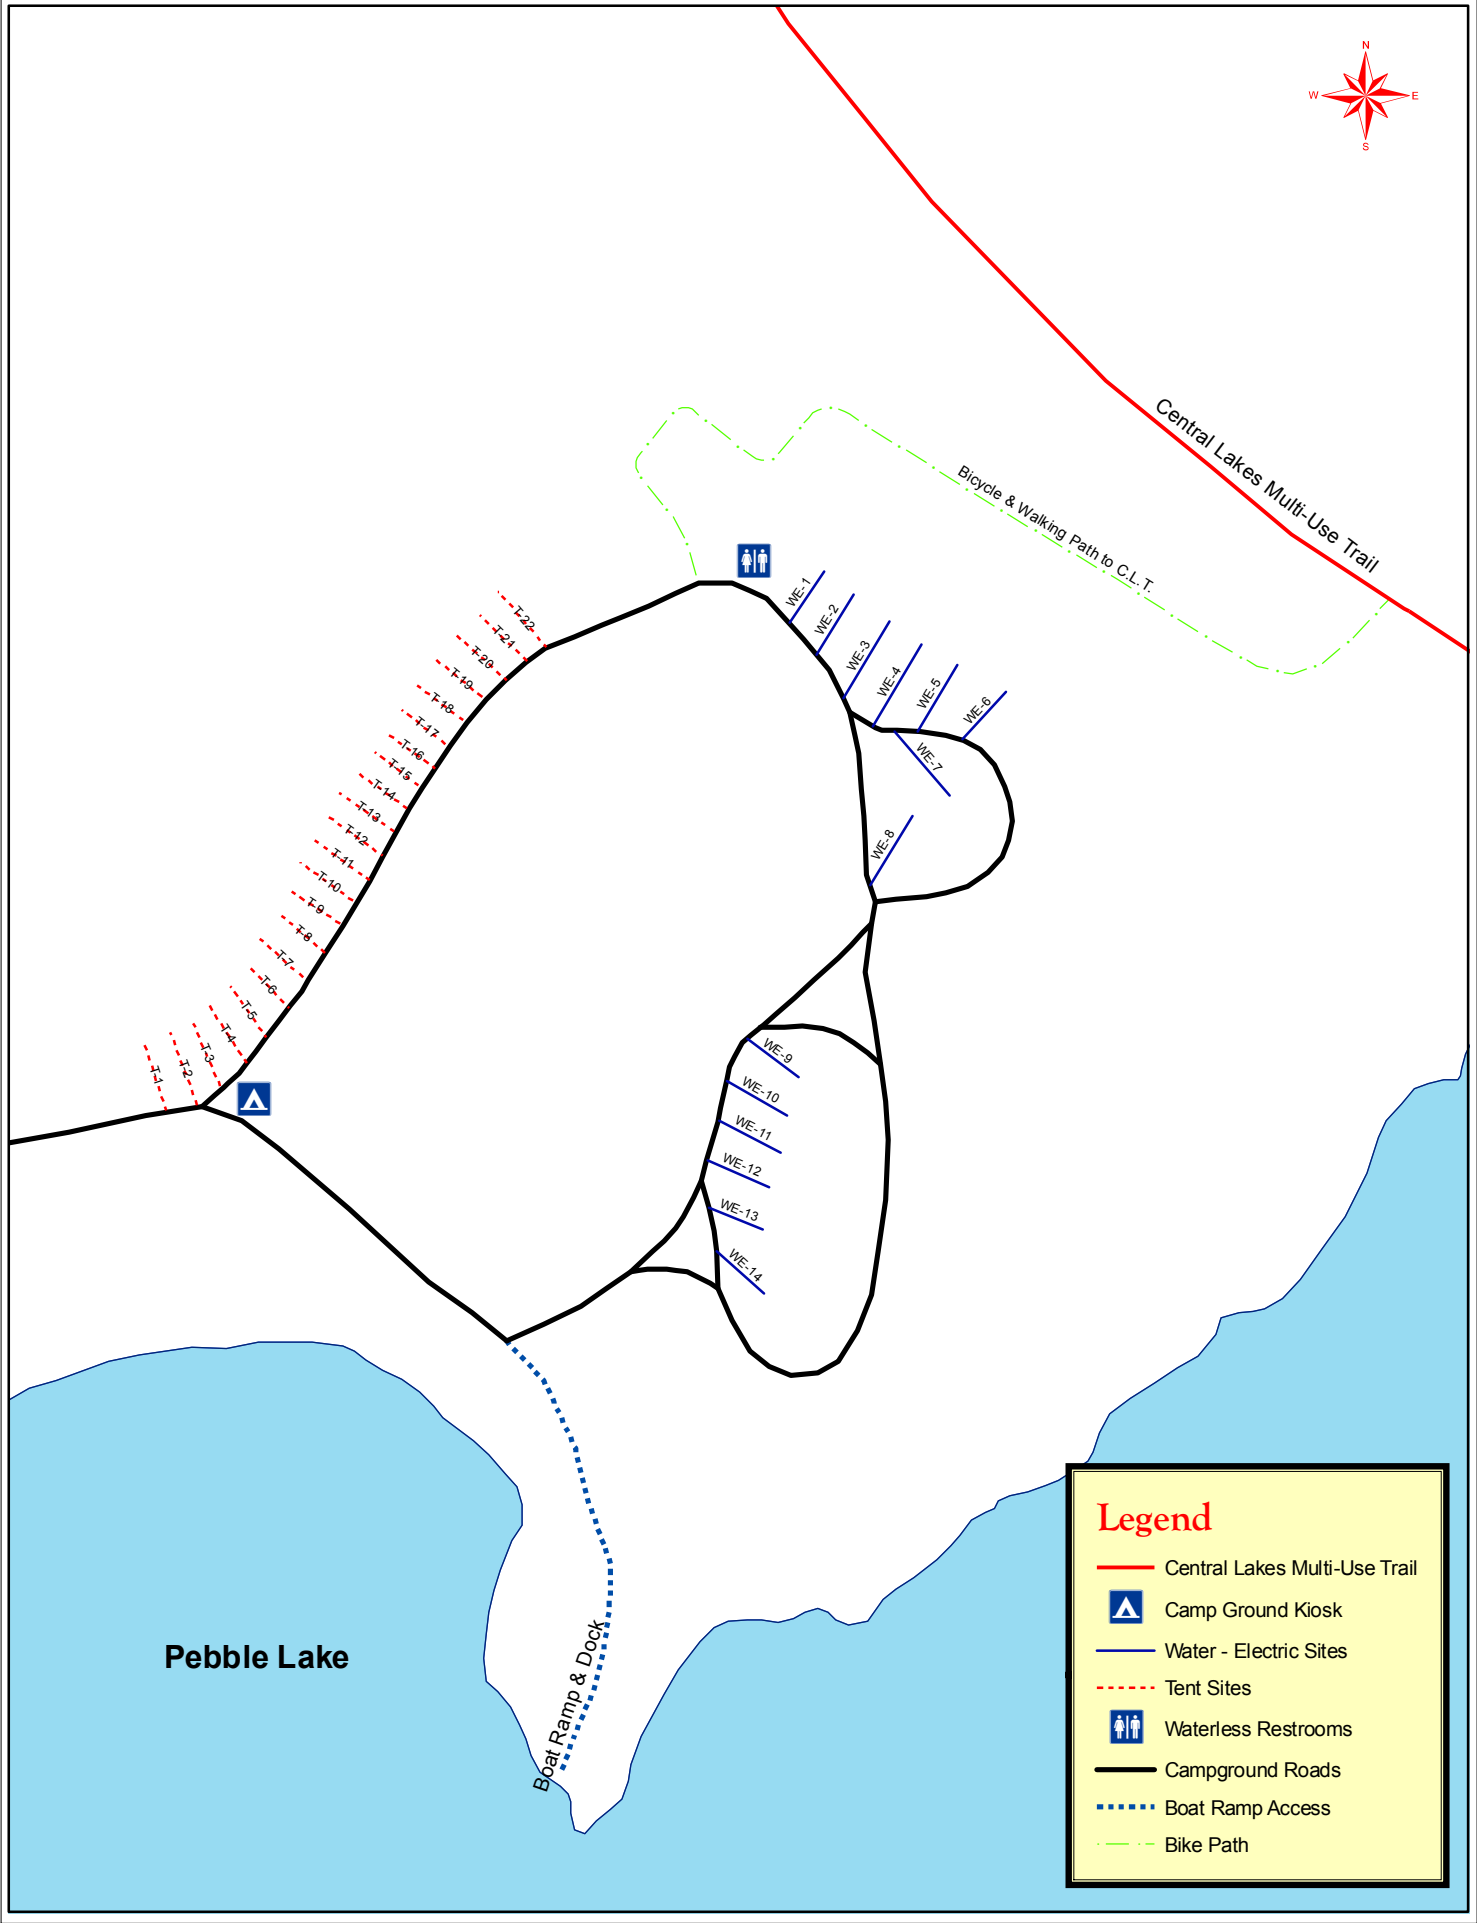 N
W
E
S
Central Lakes Multi-Use Trail
Bicycle & Walking Path to C.L.T.
WE-1
WE-2
WE-3
WE-4
WE-5
WE-6
WE-7
WE-8
T-22
T-21
T-20
T-19
T-18
T-17
T-16
T-15
T-14
T-13
T-12
T-11
T-10
T-9
T-8
T-7
T-6
T-5
T-4
T-3
T-2
T-1
WE-9
WE-10
WE-11
WE-12
WE-13
WE-14
Pebble Lake
Boat Ramp & Dock
Legend
Central Lakes Multi-Use Trail
Camp Ground Kiosk
Water - Electric Sites
Tent Sites
Waterless Restrooms
Campground Roads
Boat Ramp Access
Bike Path